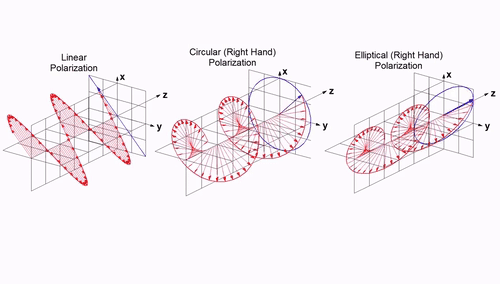 Linear
Polarization
x
z
y
Circular (Right Hand)
Polarization
x
z
y
Elliptical (Right Hand)
Polarization
x
z
y